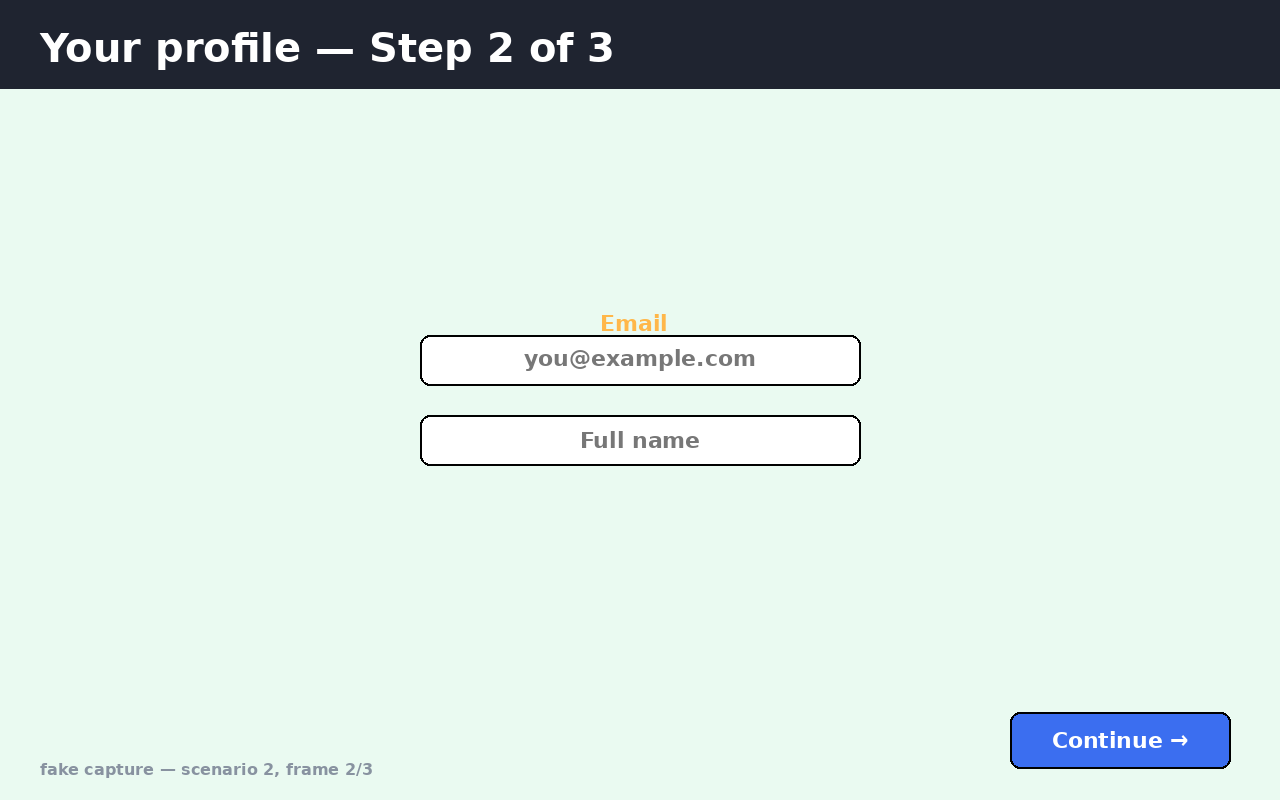 Your profile — Step 2 of 3
Email
you@example.com
Full name
Continue →
fake capture — scenario 2, frame 2/3